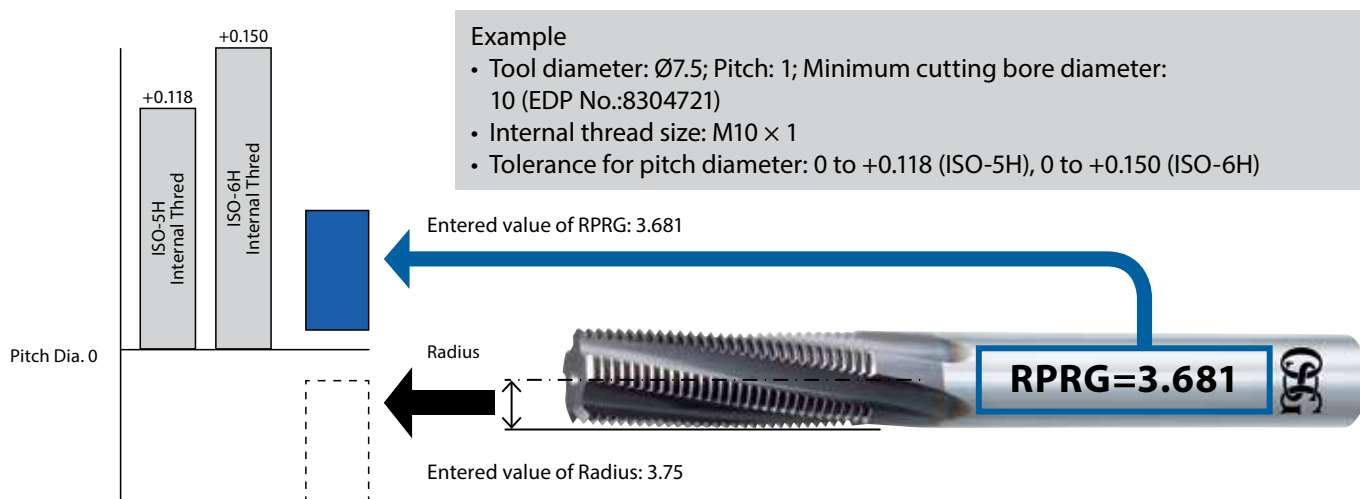 +0.150
+0.118
ISO-5H
Internal Thred
ISO-6H
Internal Thred
Pitch Dia. 0
Example
• Tool diameter: Ø7.5; Pitch: 1; Minimum cutting bore diameter:
10 (EDP No.:8304721)
• Internal thread size: M10 × 1
• Tolerance for pitch diameter: 0 to +0.118 (ISO-5H), 0 to +0.150 (ISO-6H)
Entered value of RPRG: 3.681
Radius
RPRG=3.681
OSG
Entered value of Radius: 3.75